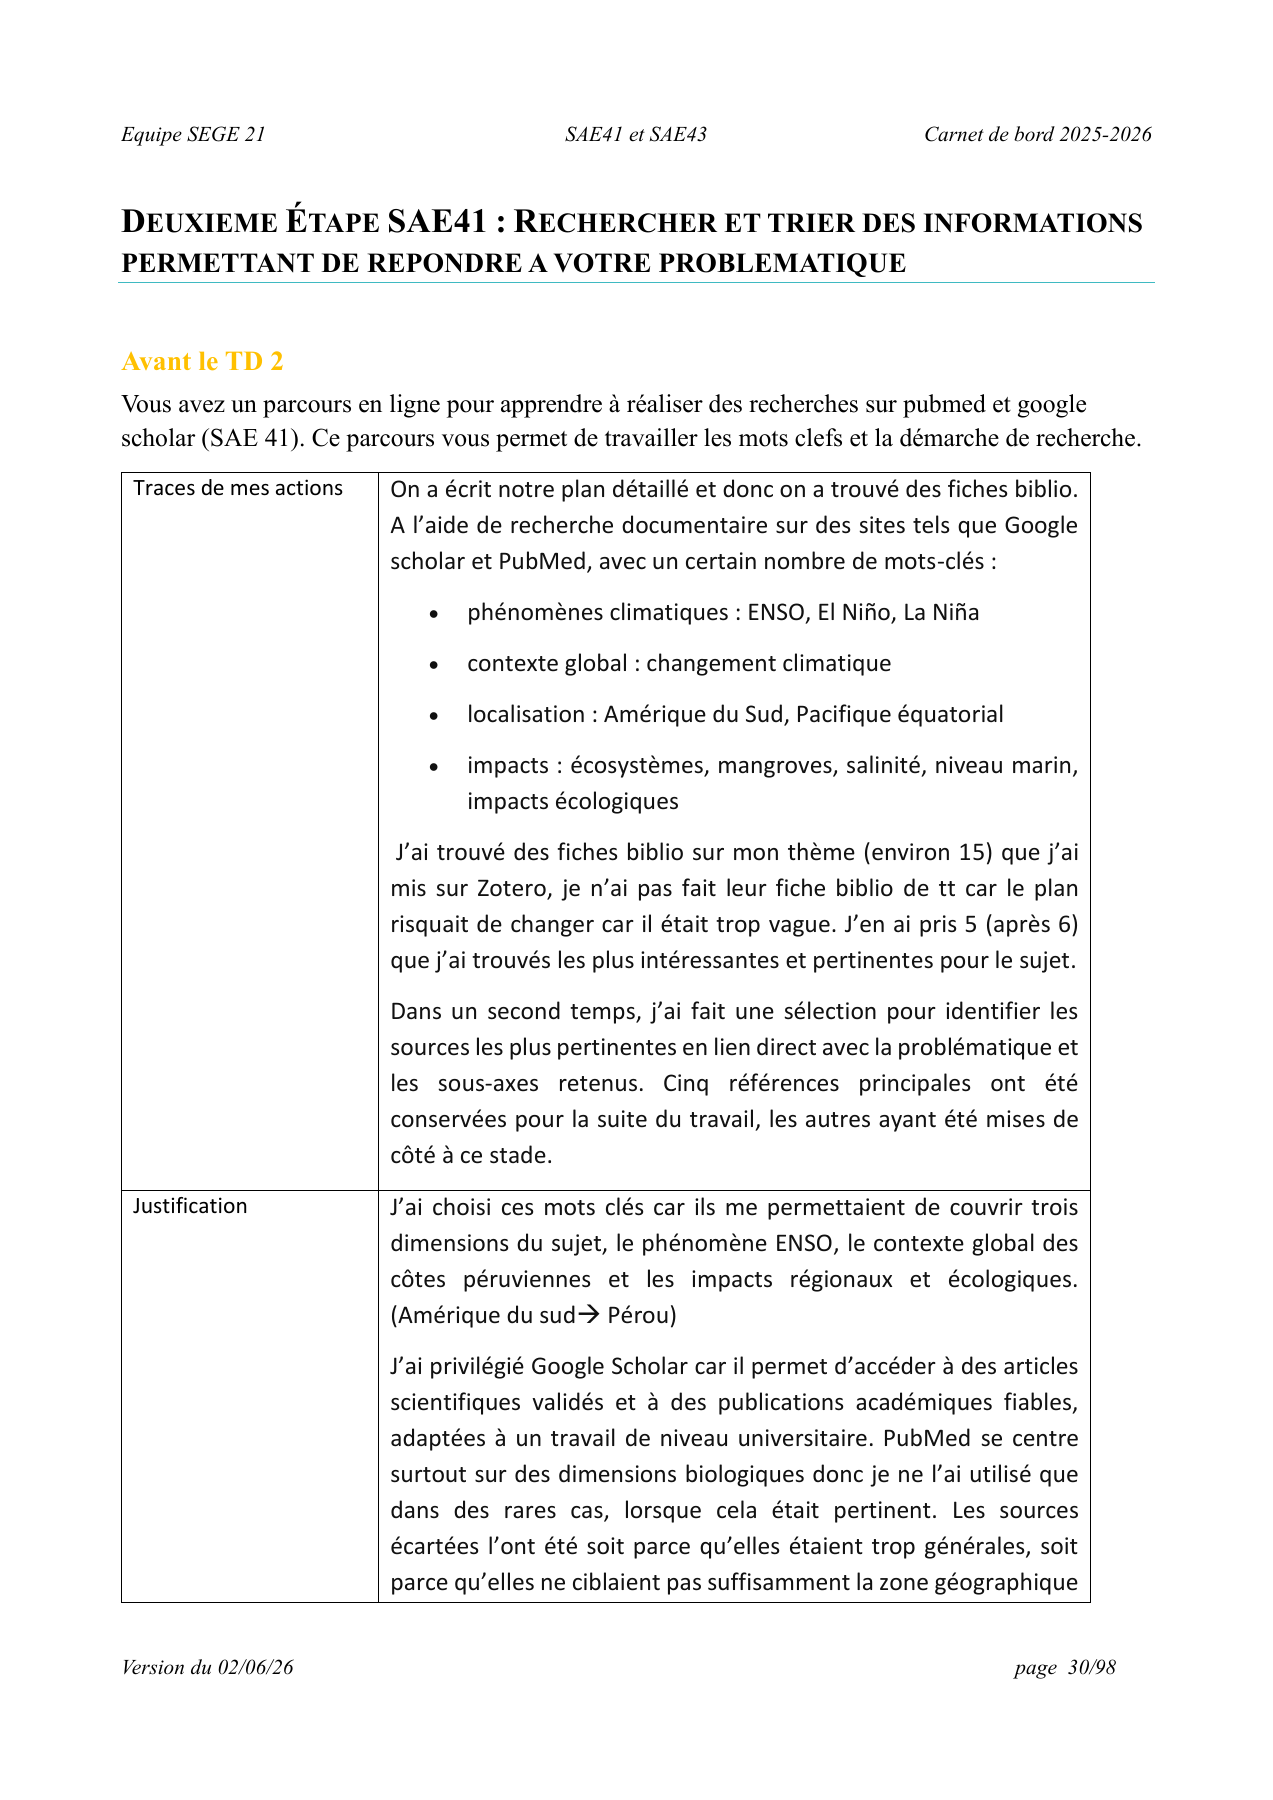 Equipe SEGE 21 SAE41 et SAE43 Carnet de bord 2025-2026
DEUXIEME ÉTAPE SAE41 : RECHERCHER ET TRIER DES INFORMATIONS
PERMETTANT DE REPONDRE A VOTRE PROBLEMATIQUE
Avant le TD 2
Vous avez un parcours en ligne pour apprendre à réaliser des recherches sur pubmed et google
scholar (SAE 41). Ce parcours vous permet de travailler les mots clefs et la démarche de recherche.
Traces de mes actions
On a écrit notre plan détaillé et donc on a trouvé des fiches biblio.
A l’aide de recherche documentaire sur des sites tels que Google
scholar et PubMed, avec un certain nombre de mots-clés :
• phénomènes climatiques : ENSO, El Niño, La Niña
• contexte global : changement climatique
• localisation : Amérique du Sud, Pacifique équatorial
• impacts : écosystèmes, mangroves, salinité, niveau marin,
impacts écologiques
J’ai trouvé des fiches biblio sur mon thème (environ 15) que j’ai
mis sur Zotero, je n’ai pas fait leur fiche biblio de tt car le plan
risquait de changer car il était trop vague. J’en ai pris 5 (après 6)
que j’ai trouvés les plus intéressantes et pertinentes pour le sujet.
Dans un second temps, j’ai fait une sélection pour identifier les
sources les plus pertinentes en lien direct avec la problématique et
les sous-axes retenus. Cinq références principales ont été
conservées pour la suite du travail, les autres ayant été mises de
côté à ce stade.
Justification
J’ai choisi ces mots clés car ils me permettaient de couvrir trois
dimensions du sujet, le phénomène ENSO, le contexte global des
côtes péruviennes et les impacts régionaux et écologiques.
(Amérique du sud→ Pérou)
J’ai privilégié Google Scholar car il permet d’accéder à des articles
scientifiques validés et à des publications académiques fiables,
adaptées à un travail de niveau universitaire. PubMed se centre
surtout sur des dimensions biologiques donc je ne l’ai utilisé que
dans des rares cas, lorsque cela était pertinent. Les sources
écartées l’ont été soit parce qu’elles étaient trop générales, soit
parce qu’elles ne ciblaient pas suffisamment la zone géographique
Version du 02/06/26 page 30/98